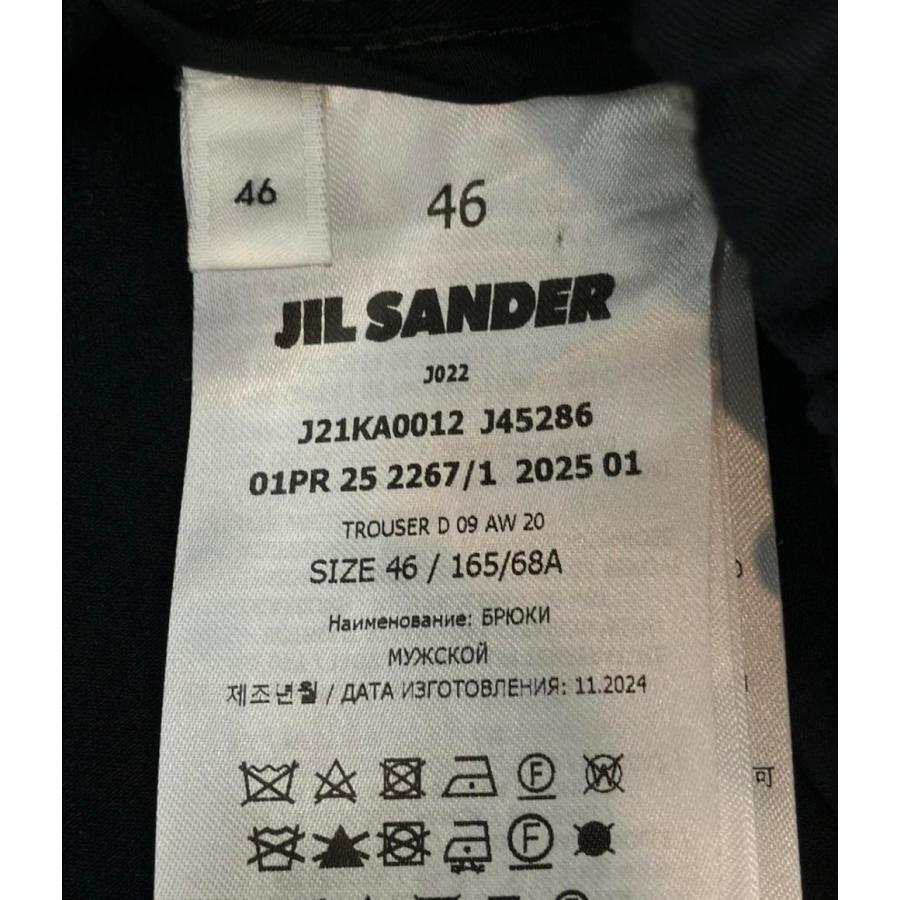 46
46
JIL SANDER
J022
J21KA0012 J45286
01PR 25 2267/1 2025 01
TROUSER D 09 AW 20
SIZE 46 / 165/68A
Наименование: БРЮКИ
МУЖСКОЙ
제조년월 / ДАТА ИЗГОТОВЛЕНИЯ: 11.2024
F
W
F
可